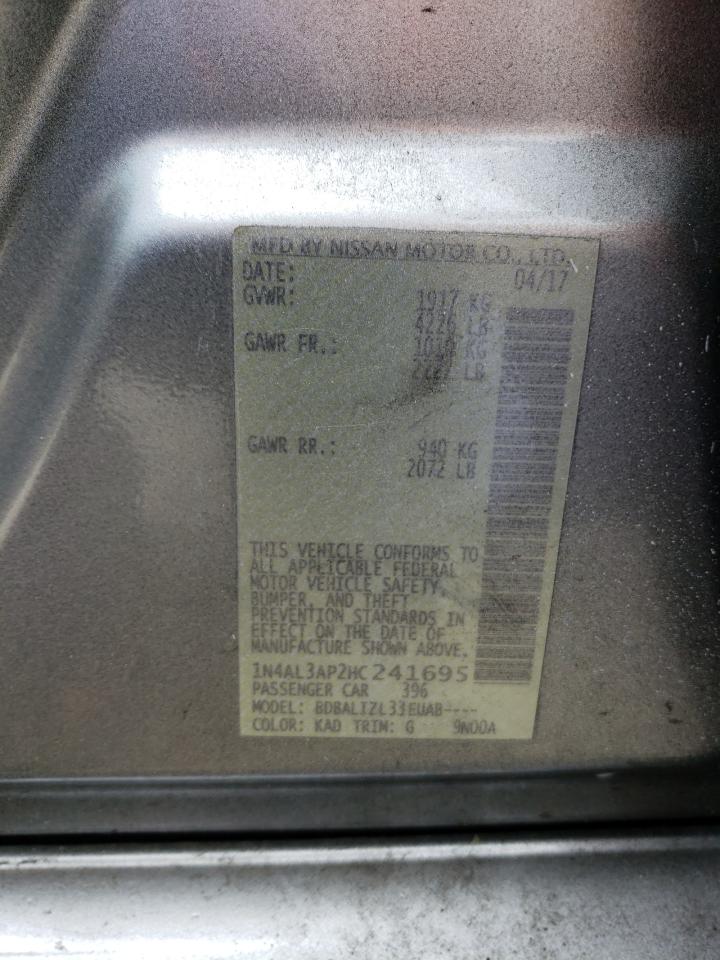 MFD BY NISSAN MOTOR CO., LTD.
DATE: 04/17
GVWR: 1917 KG
4226 LB
GAWR FR.: KG
LB
GAWR RR.: 940 KG
2072 LB
THIS VEHICLE CONFORMS TO
ALL APPLICABLE FEDERAL
MOTOR VEHICLE SAFETY,
BUMPER, AND THEFT
PREVENTION STANDARDS IN
EFFECT ON THE DATE OF
MANUFACTURE SHOWN ABOVE.
1N4AL3AP2HC241695
PASSENGER CAR 396
MODEL:
COLOR: KAD TRIM: G